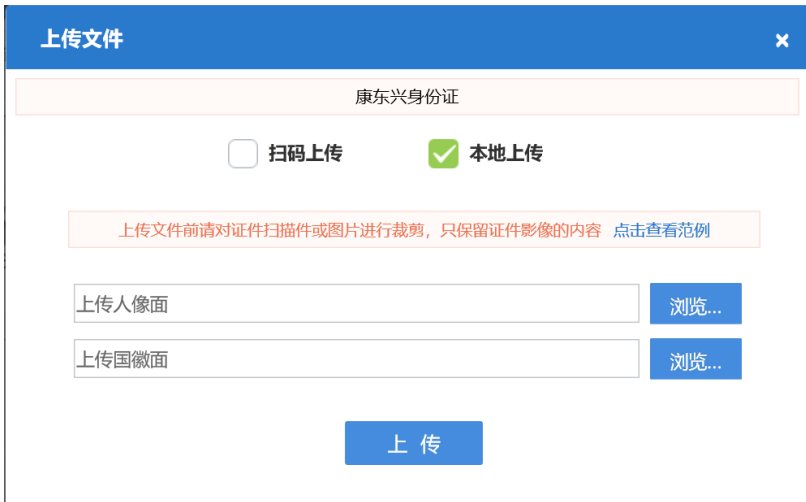 上传文件 ×
康东兴身份证
扫码上传 本地上传
上传文件前请对证件扫描件或图片进行裁剪，只保留证件影像的内容 点击查看范例
上传人像面 浏览...
上传国徽面 浏览...
上 传